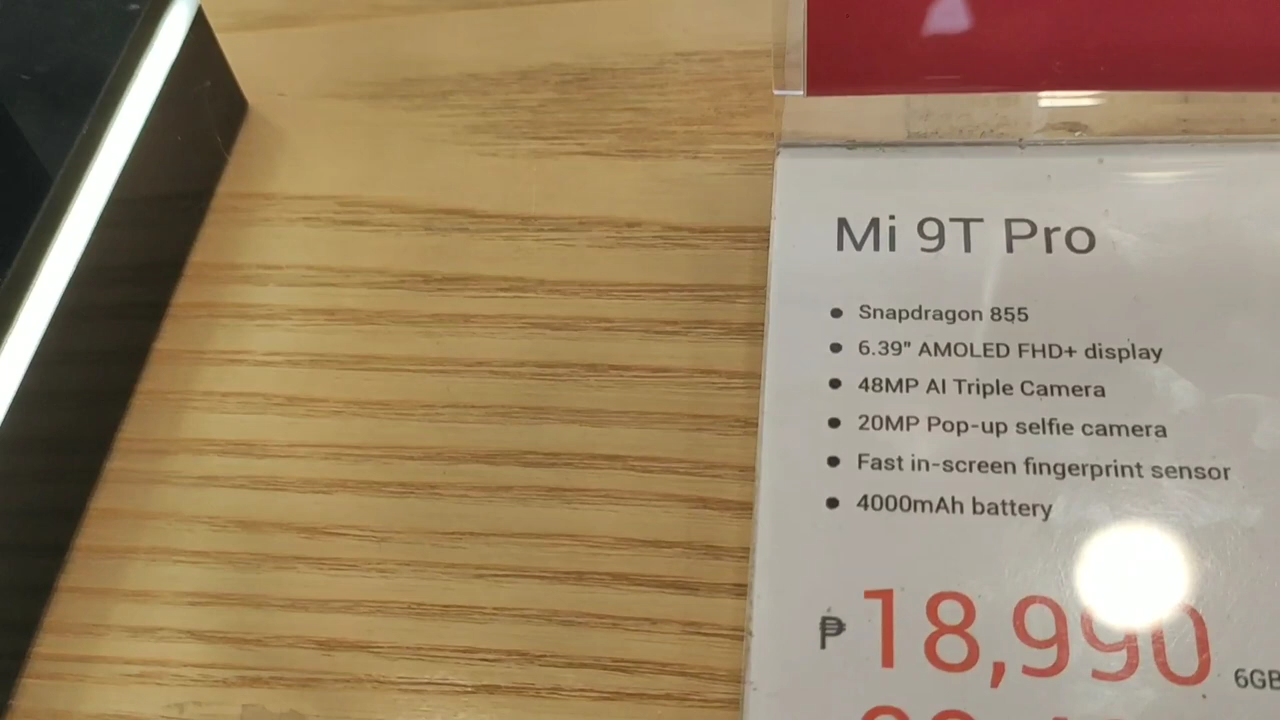 Mi 9T Pro
• Snapdragon 855
• 6.39" AMOLED FHD+ display
• 48MP AI Triple Camera
• 20MP Pop-up selfie camera
• Fast in-screen fingerprint sensor
• 4000mAh battery
₱18,990 6GB